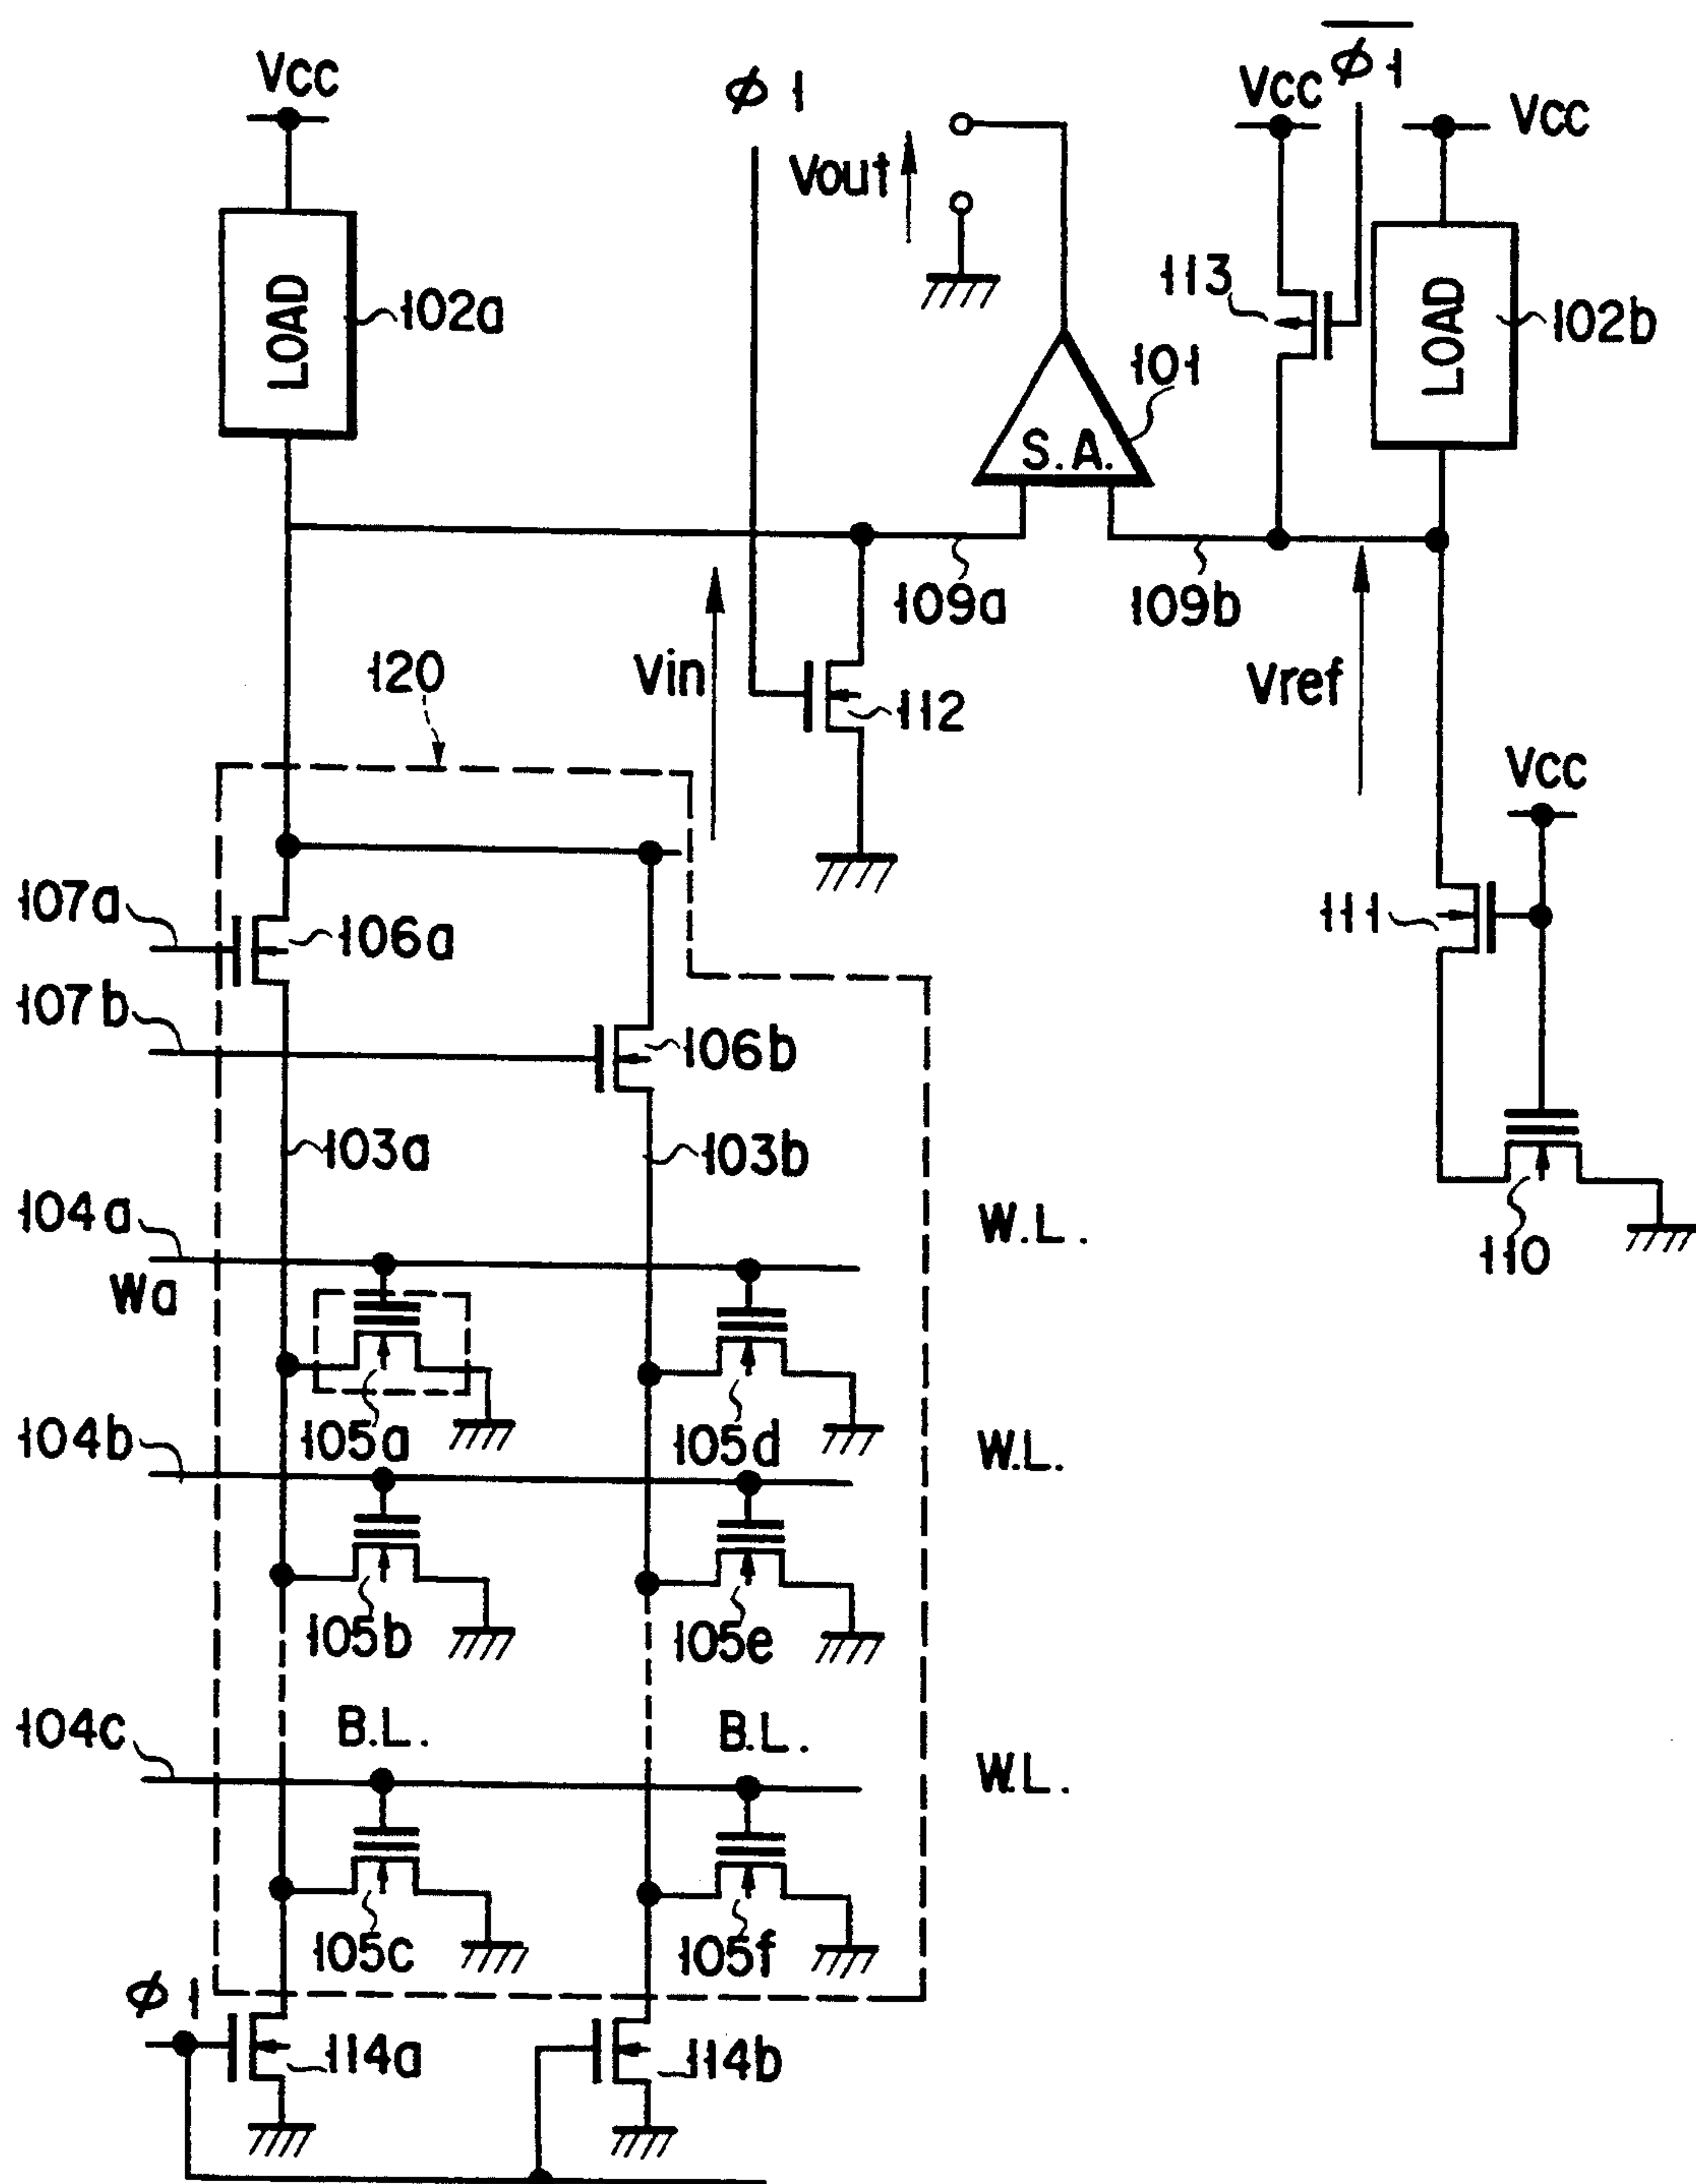 Vcc
φ1
Vout
Vcc
φ1
Vcc
LOAD
102a
113
LOAD
102b
101
S.A.
109a
109b
120
Vin
112
Vref
Vcc
107a
106a
111
107b
106b
103a
103b
104a
W.L.
Wa
110
105a
105d
104b
W.L.
105b
105e
104c
B.L.
B.L.
W.L.
105c
105f
φ1
114a
114b